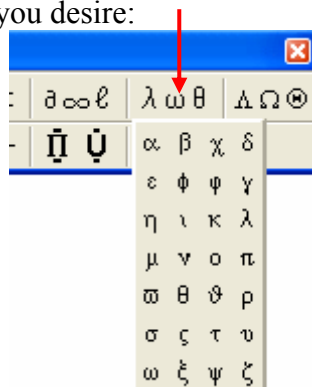 you desire:
∂∞ℓ λωθ ΛΩ⊛
α β χ δ
ε φ φ γ
η ι κ λ
μ ν ο π
ϖ θ ϑ ρ
σ ς τ υ
ω ξ ψ ζ